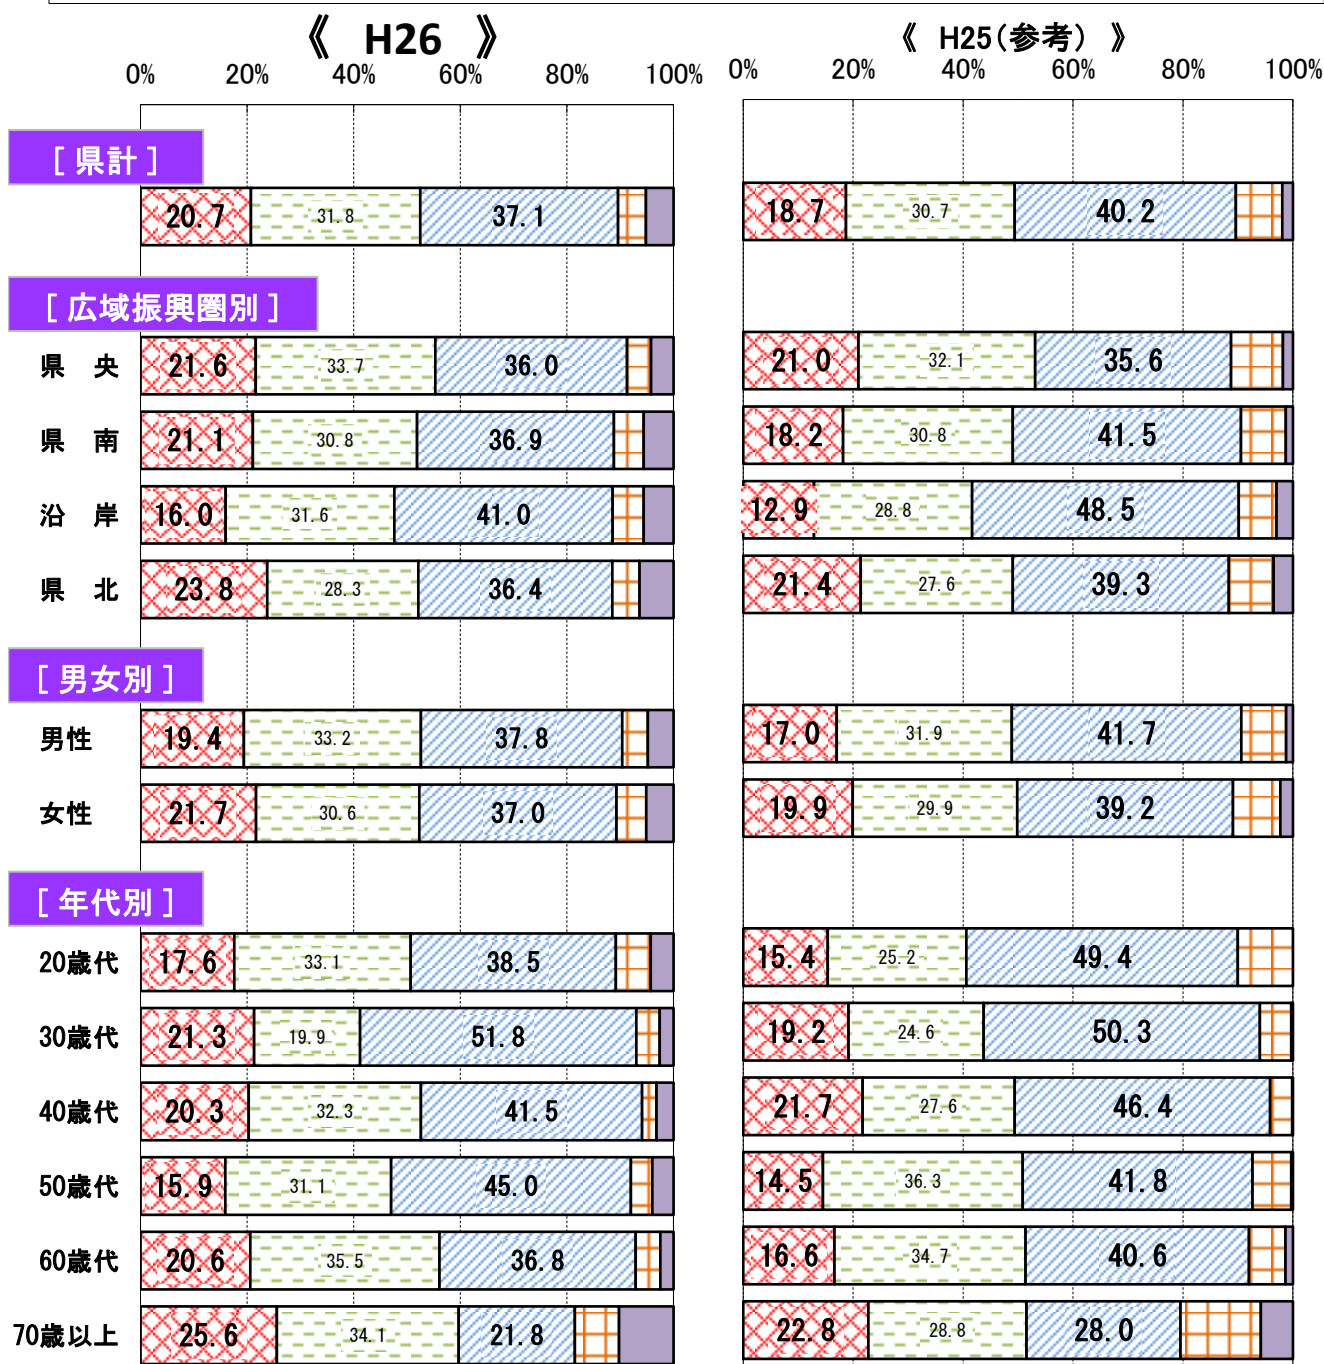 《 H26 》 《 H25(参考) 》
0% 20% 40% 60% 80% 100% 0% 20% 40% 60% 80% 100%
[ 県計 ]
20.7 31.8 37.1 18.7 30.7 40.2
[ 広域振興圏別 ]
県 央 21.6 33.7 36.0 21.0 32.1 35.6
県 南 21.1 30.8 36.9 18.2 30.8 41.5
沿 岸 16.0 31.6 41.0 12.9 28.8 48.5
県 北 23.8 28.3 36.4 21.4 27.6 39.3
[ 男女別 ]
男性 19.4 33.2 37.8 17.0 31.9 41.7
女性 21.7 30.6 37.0 19.9 29.9 39.2
[ 年代別 ]
20歳代 17.6 33.1 38.5 15.4 25.2 49.4
30歳代 21.3 19.9 51.8 19.2 24.6 50.3
40歳代 20.3 32.3 41.5 21.7 27.6 46.4
50歳代 15.9 31.1 45.0 14.5 36.3 41.8
60歳代 20.6 35.5 36.8 16.6 34.7 40.6
70歳以上 25.6 34.1 21.8 22.8 28.8 28.0